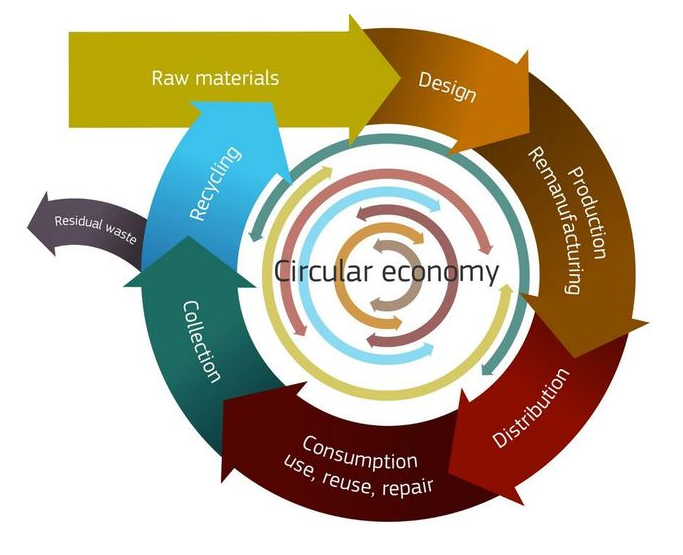 Raw materials
Design
Production
Remanufacturing
Distribution
Consumption
use, reuse, repair
Collection
Recycling
Residual waste
Circular economy